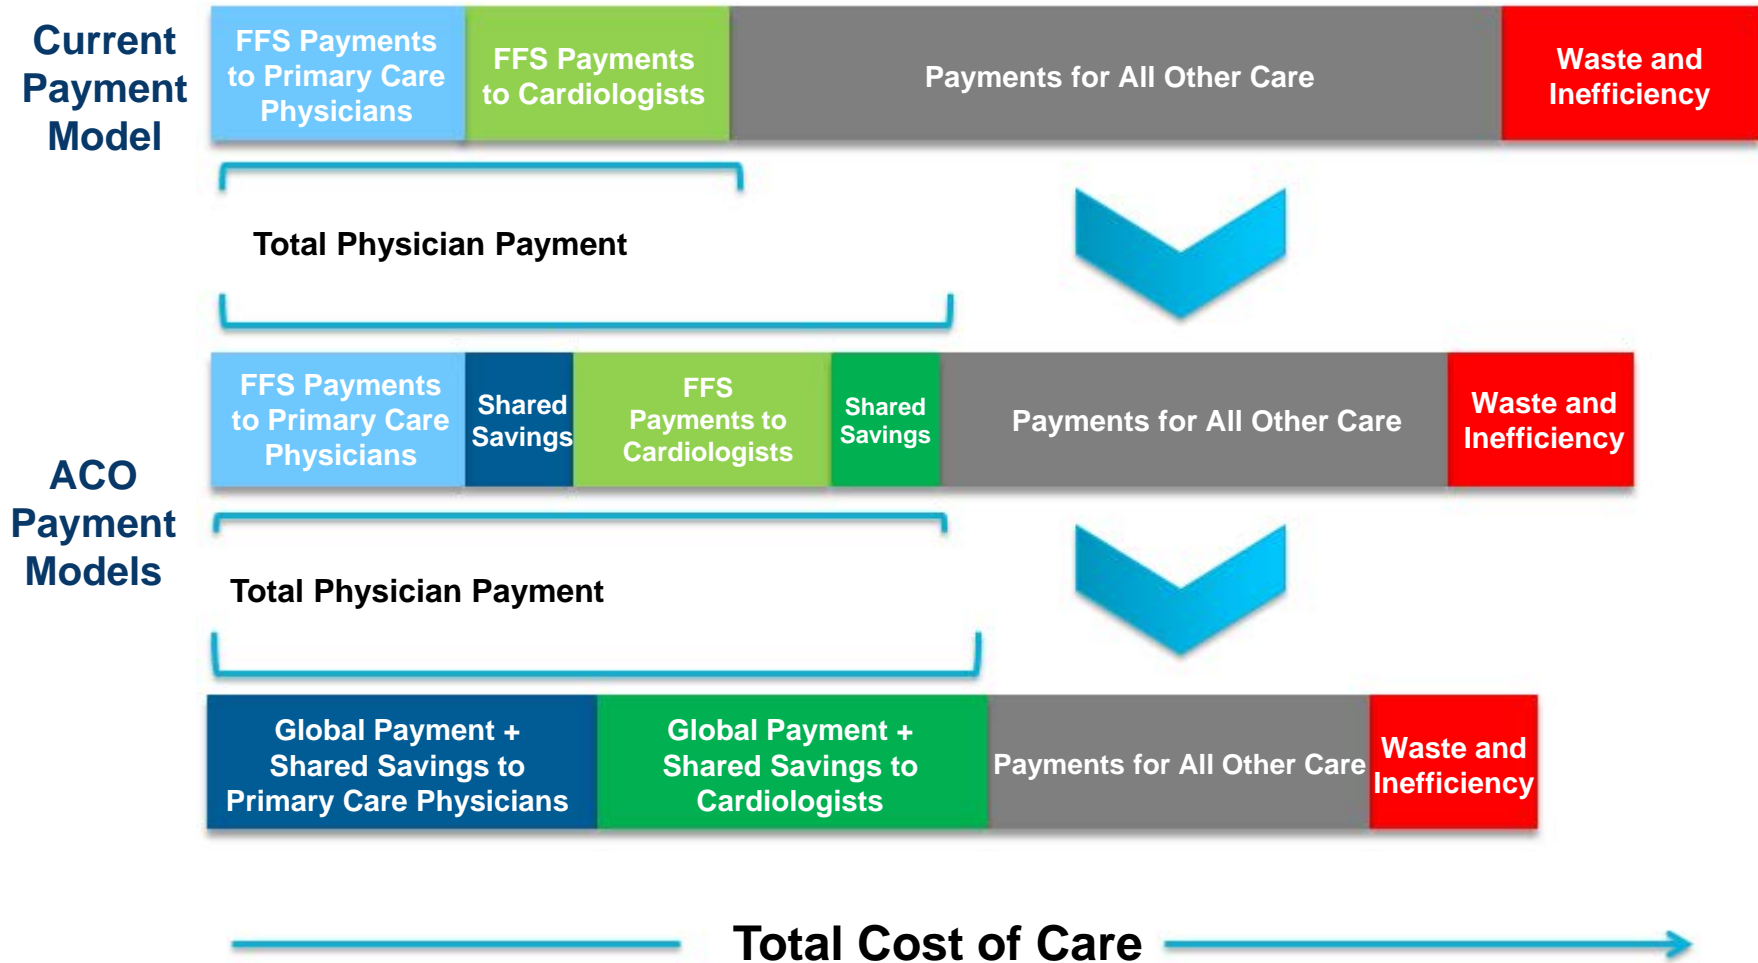 Current
Payment
Model
FFS Payments
to Primary Care
Physicians
FFS Payments
to Cardiologists
Payments for All Other Care
Waste and
Inefficiency
Total Physician Payment
ACO
Payment
Models
FFS Payments
to Primary Care
Physicians
Shared
Savings
FFS
Payments to
Cardiologists
Shared
Savings
Payments for All Other Care
Waste and
Inefficiency
Total Physician Payment
Global Payment +
Shared Savings to
Primary Care Physicians
Global Payment +
Shared Savings to
Cardiologists
Payments for All Other Care
Waste and
Inefficiency
Total Cost of Care